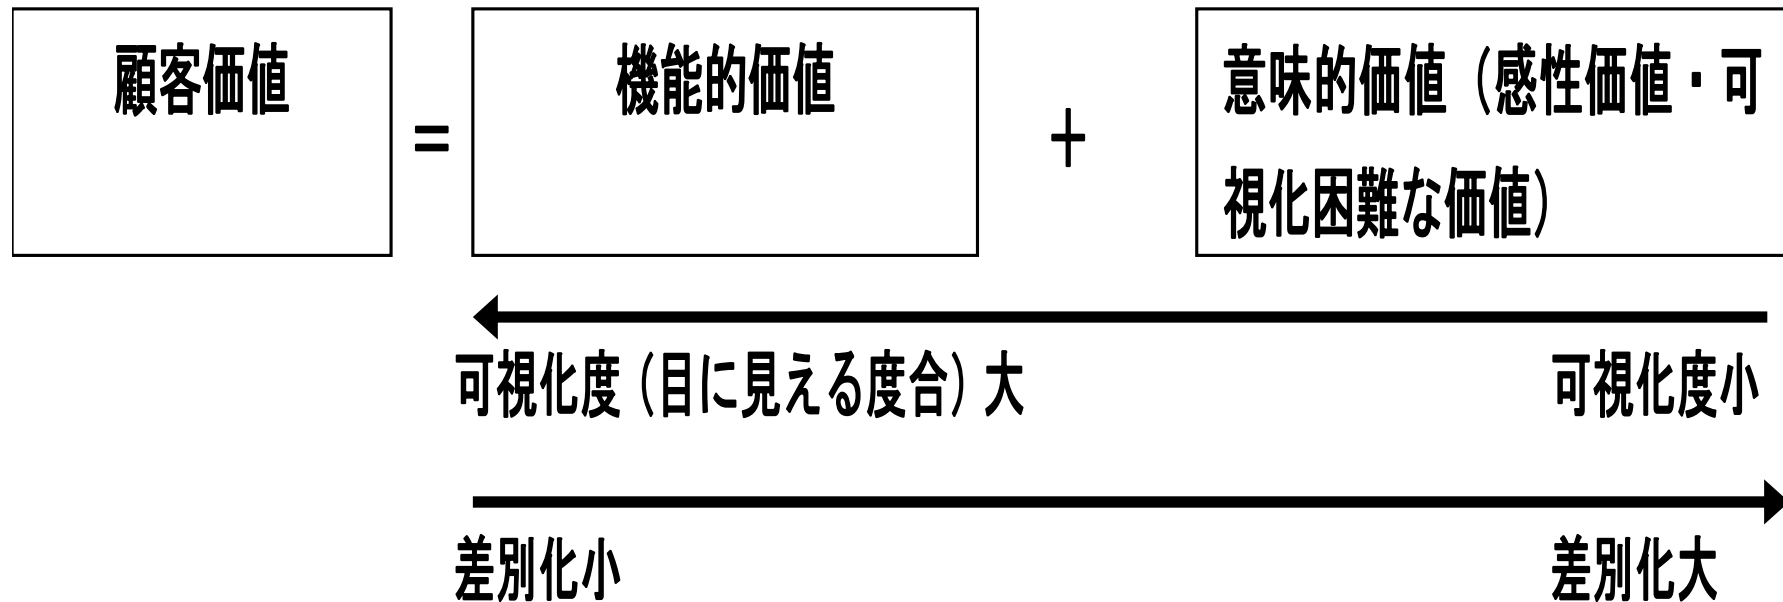 顧客価値
=
機能的価値
+
意味的価値（感性価値・可
視化困難な価値）
可視化度（目に見える度合）大
可視化度小
差別化小
差別化大